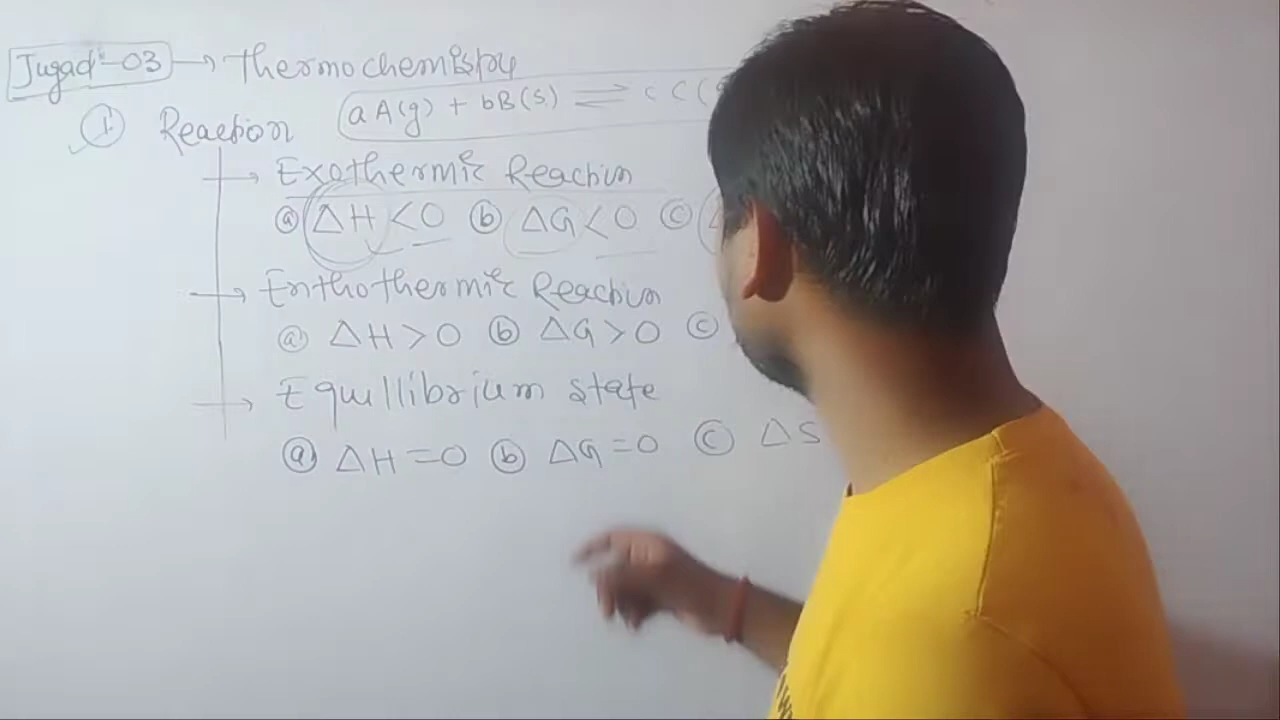 Jugad-03 → Thermochemistry
① Reaction aA(g) + bB(s) ⇌ cC(
→ Exothermic Reaction
ⓐ ΔH < 0 ⓑ ΔG < 0 ⓒ
→ Enthothermic Reaction
ⓐ ΔH > 0 ⓑ ΔG > 0 ⓒ
→ Equillibrium state
ⓐ ΔH = 0 ⓑ ΔG = 0 ⓒ ΔS